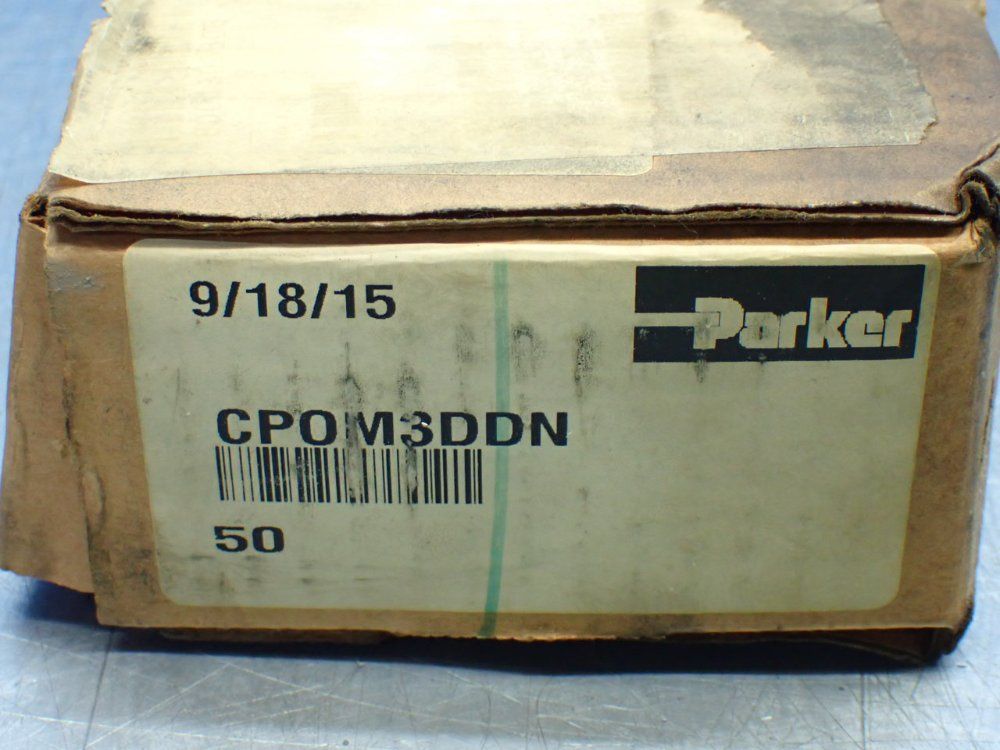 9/18/15
Parker
CPOM3DDN
50